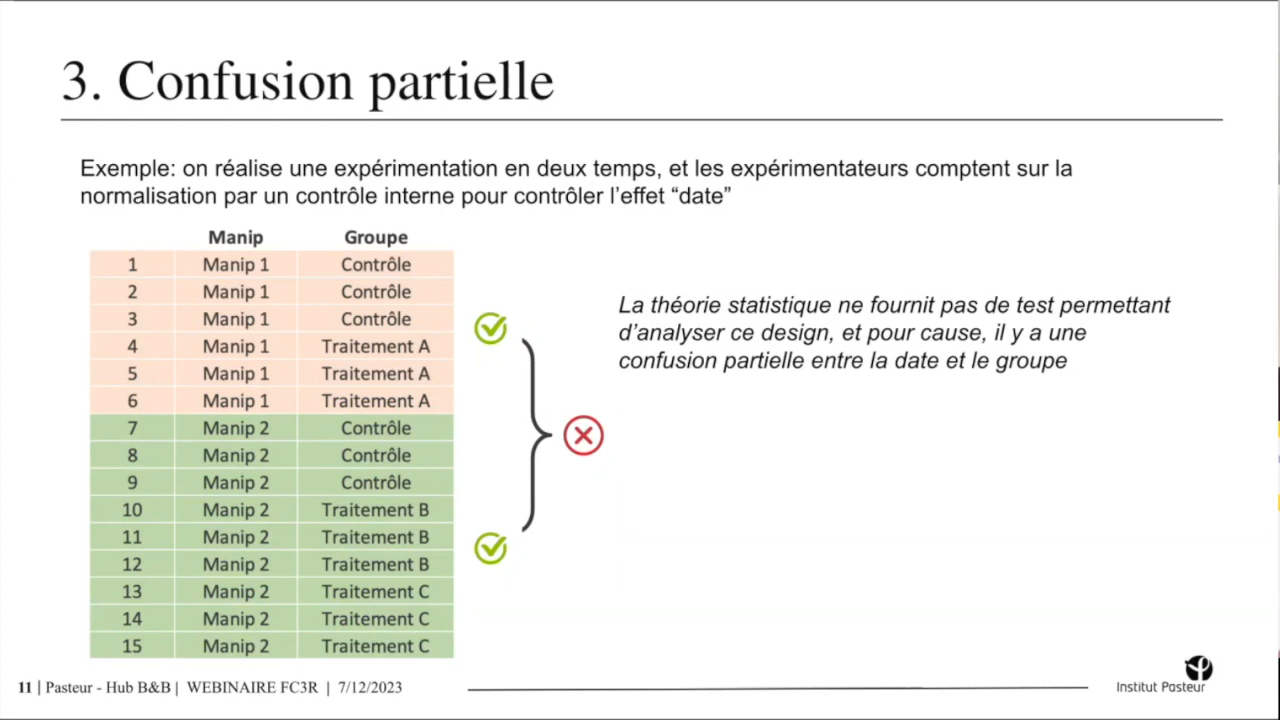 3. Confusion partielle
Exemple: on réalise une expérimentation en deux temps, et les expérimentateurs comptent sur la
normalisation par un contrôle interne pour contrôler l’effet “date”
Manip Groupe
1 Manip 1 Contrôle
2 Manip 1 Contrôle
3 Manip 1 Contrôle
4 Manip 1 Traitement A
5 Manip 1 Traitement A
6 Manip 1 Traitement A
7 Manip 2 Contrôle
8 Manip 2 Contrôle
9 Manip 2 Contrôle
10 Manip 2 Traitement B
11 Manip 2 Traitement B
12 Manip 2 Traitement B
13 Manip 2 Traitement C
14 Manip 2 Traitement C
15 Manip 2 Traitement C
La théorie statistique ne fournit pas de test permettant
d’analyser ce design, et pour cause, il y a une
confusion partielle entre la date et le groupe
11 | Pasteur - Hub B&B | WEBINAIRE FC3R | 7/12/2023
Institut Pasteur